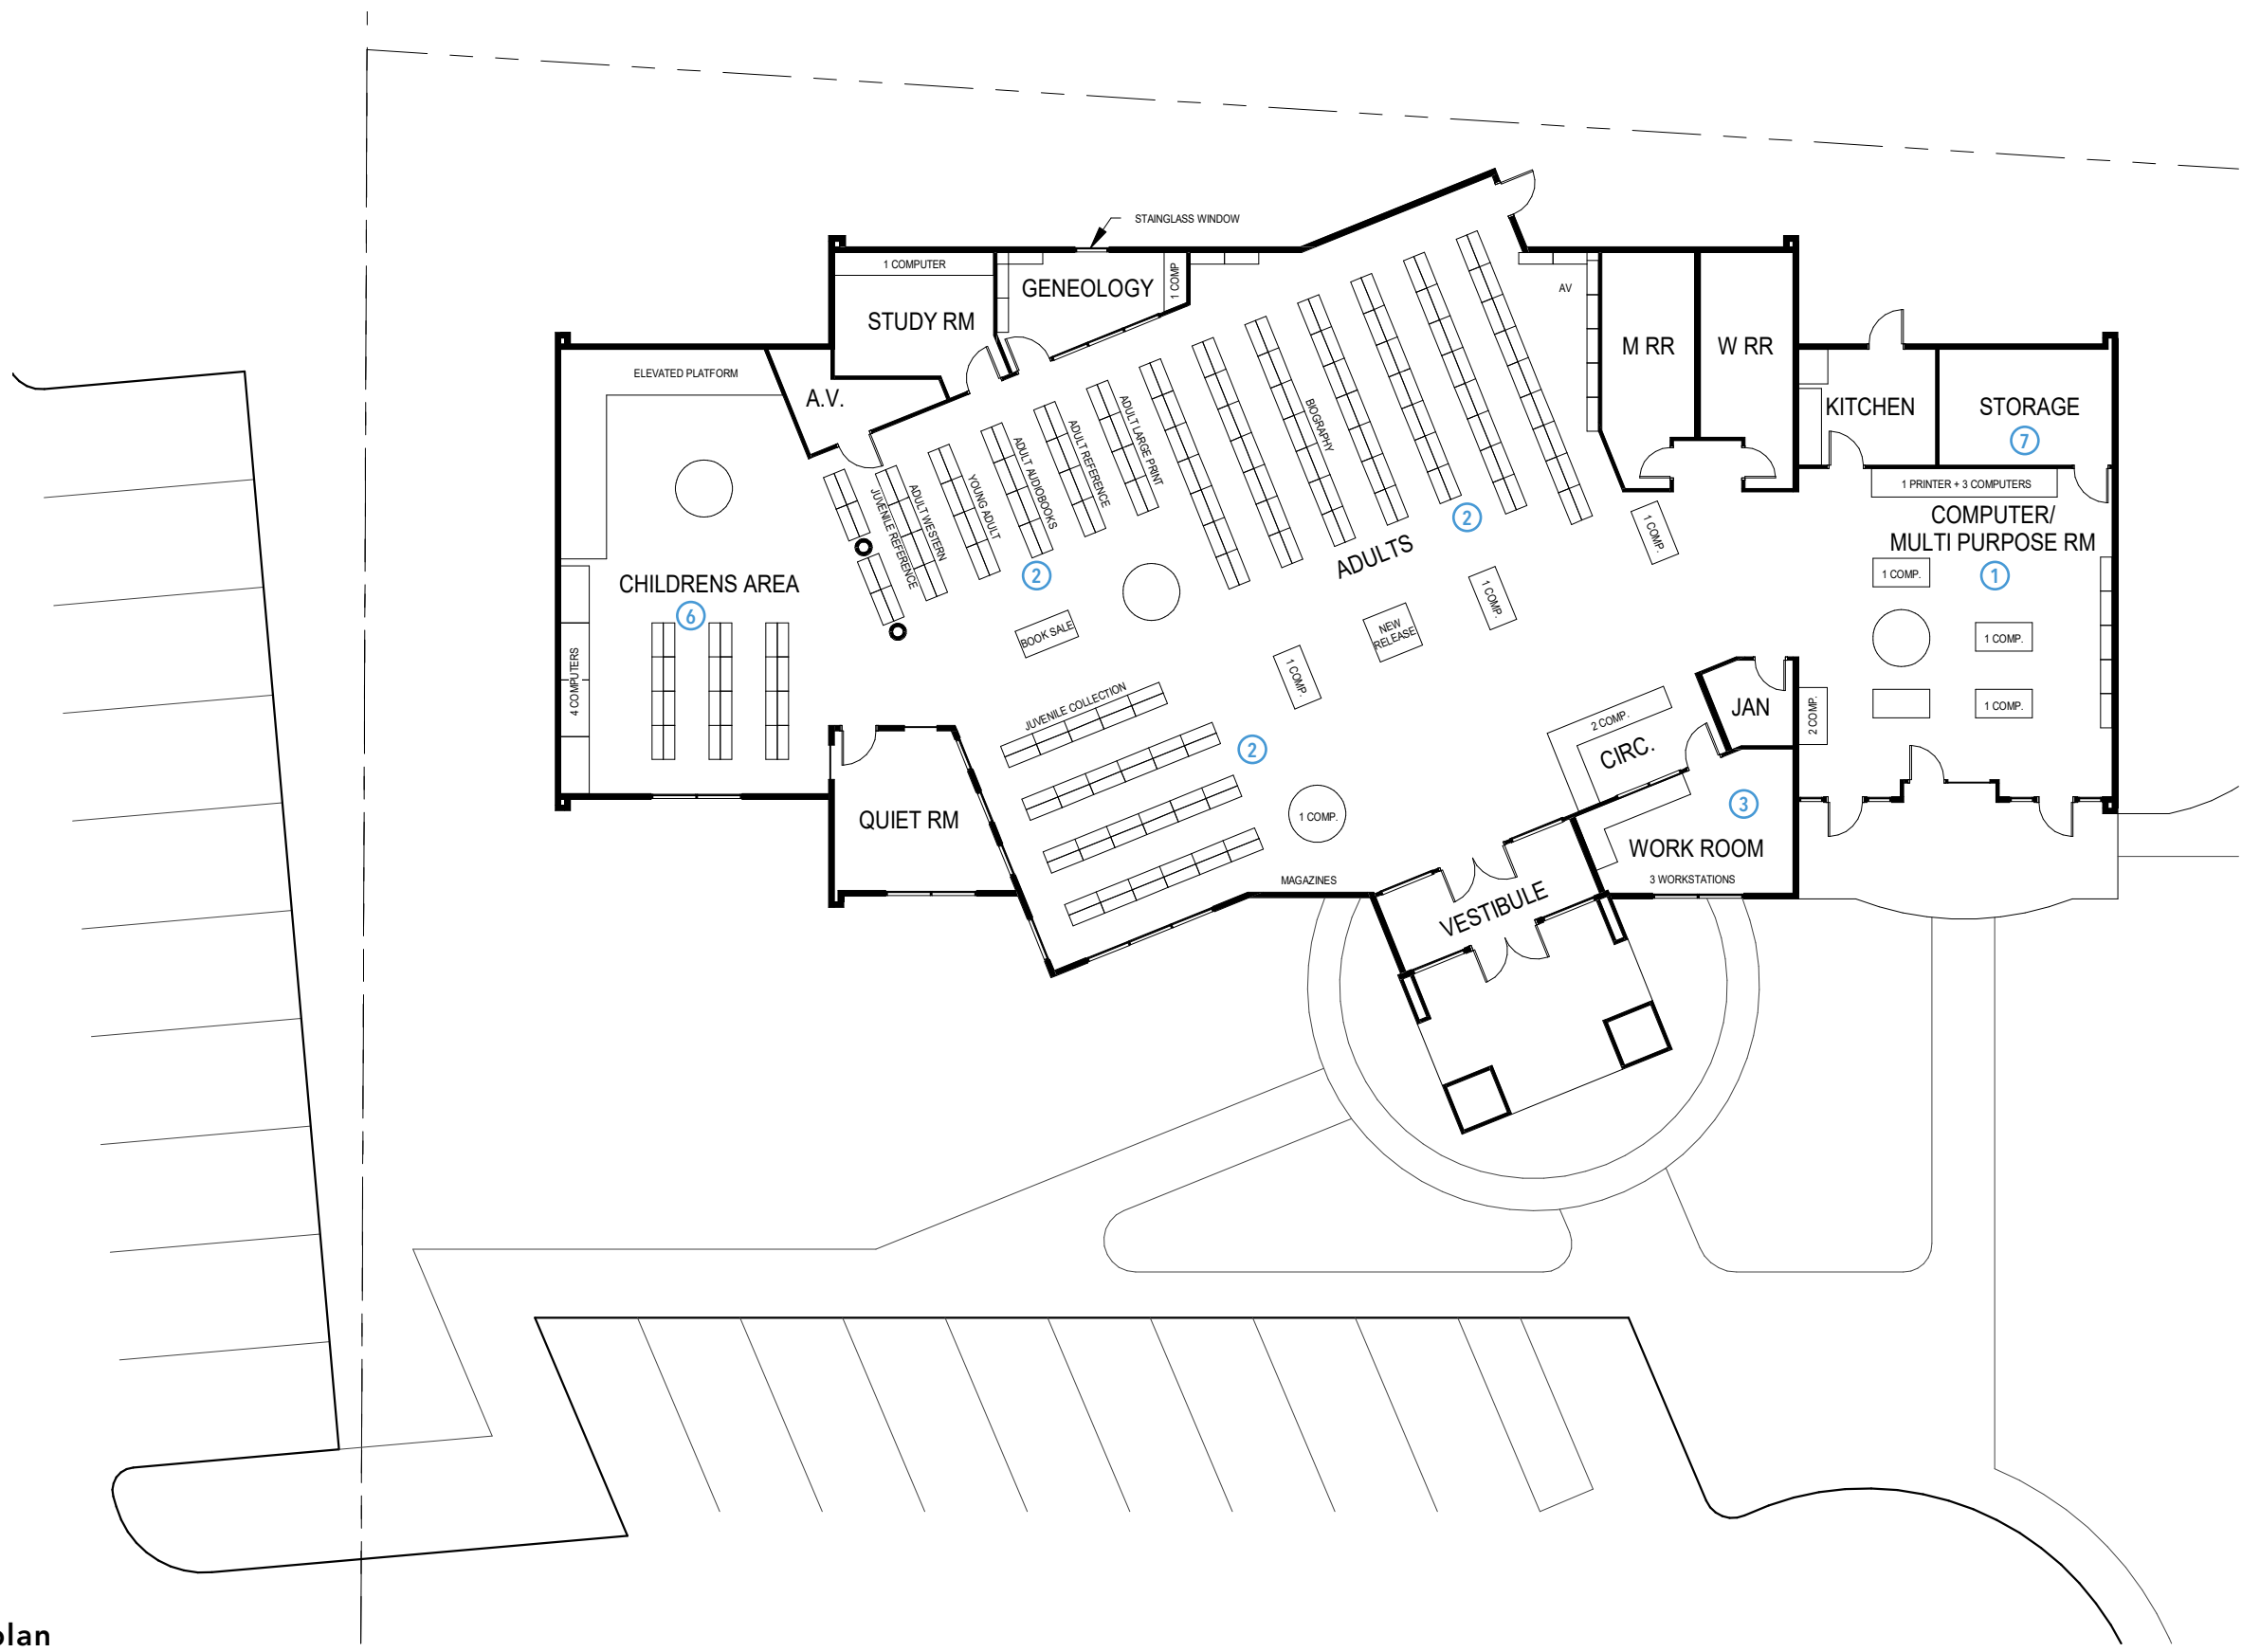 STAINGLASS WINDOW
1 COMPUTER
GENEOLOGY
1 COMP
STUDY RM
AV
M RR
W RR
ELEVATED PLATFORM
A.V.
KITCHEN
STORAGE
7
BIOGRAPHY
ADULT LARGE PRINT
ADULT REFERENCE
ADULT AUDIOBOOKS
YOUNG ADULT
ADULT WESTERN
JUVENILE REFERENCE
1 PRINTER + 3 COMPUTERS
COMPUTER/
MULTI PURPOSE RM
1
2
ADULTS
1 COMP.
1 COMP.
2
CHILDRENS AREA
6
1 COMP.
BOOK SALE
NEW
RELEASE
1 COMP.
1 COMP.
1 COMP.
4 COMPUTERS
JUVENILE COLLECTION
2 COMP.
JAN
2 COMP.
2
CIRC.
3
QUIET RM
1 COMP.
WORK ROOM
3 WORKSTATIONS
MAGAZINES
VESTIBULE
plan